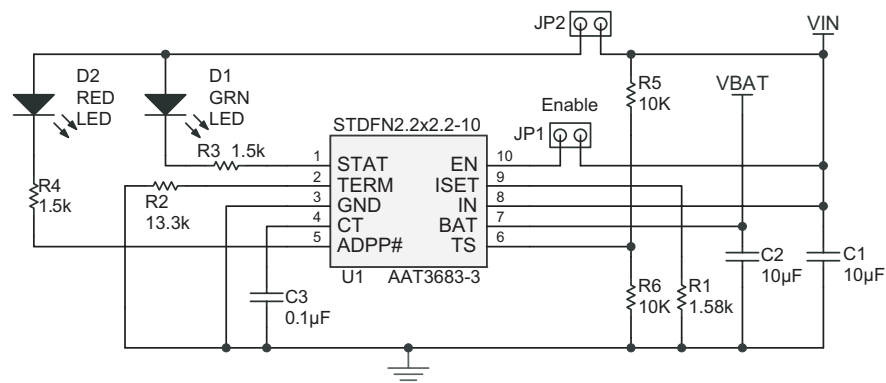 JP2
VIN
D2
RED
LED
D1
GRN
LED
R5
10K
VBAT
Enable
JP1
STDFN2.2x2.2-10
R3 1.5k
R4
1.5k
R2
13.3k
1 STAT EN 10
2 TERM ISET 9
3 GND IN 8
4 CT BAT 7
5 ADPP# TS 6
U1 AAT3683-3
C3
0.1µF
R6
10K
R1
1.58k
C2
10µF
C1
10µF